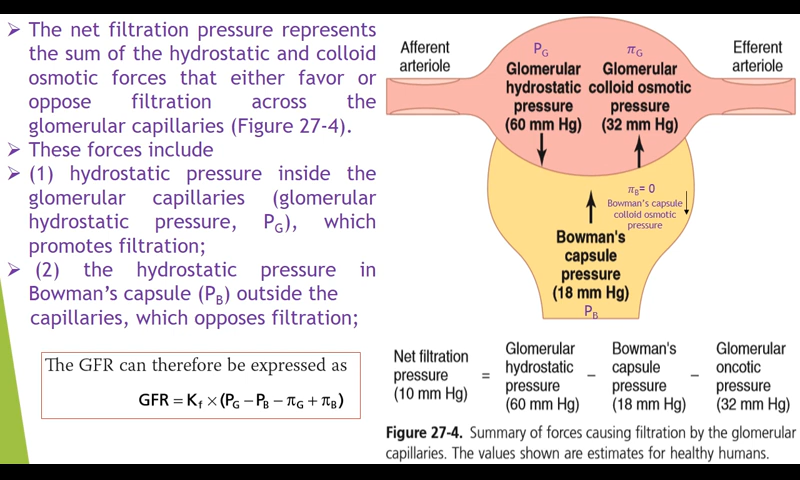 ➢ The net filtration pressure represents
the sum of the hydrostatic and colloid
osmotic forces that either favor or
oppose filtration across the
glomerular capillaries (Figure 27-4).
➢ These forces include
➢ (1) hydrostatic pressure inside the
glomerular capillaries (glomerular
hydrostatic pressure, PG), which
promotes filtration;
➢ (2) the hydrostatic pressure in
Bowman's capsule (PB) outside the
capillaries, which opposes filtration;
The GFR can therefore be expressed as
GFR = Kf × (PG – PB – πG + πB)
Afferent
arteriole
PG
Glomerular
hydrostatic
pressure
(60 mm Hg)
πG
Glomerular
colloid osmotic
pressure
(32 mm Hg)
Efferent
arteriole
πB= 0
Bowman's capsule
colloid osmotic
pressure
Bowman's
capsule
pressure
(18 mm Hg)
PB
Net filtration
pressure
(10 mm Hg)
=
Glomerular
hydrostatic
pressure
(60 mm Hg)
–
Bowman's
capsule
pressure
(18 mm Hg)
–
Glomerular
oncotic
pressure
(32 mm Hg)
Figure 27-4. Summary of forces causing filtration by the glomerular
capillaries. The values shown are estimates for healthy humans.